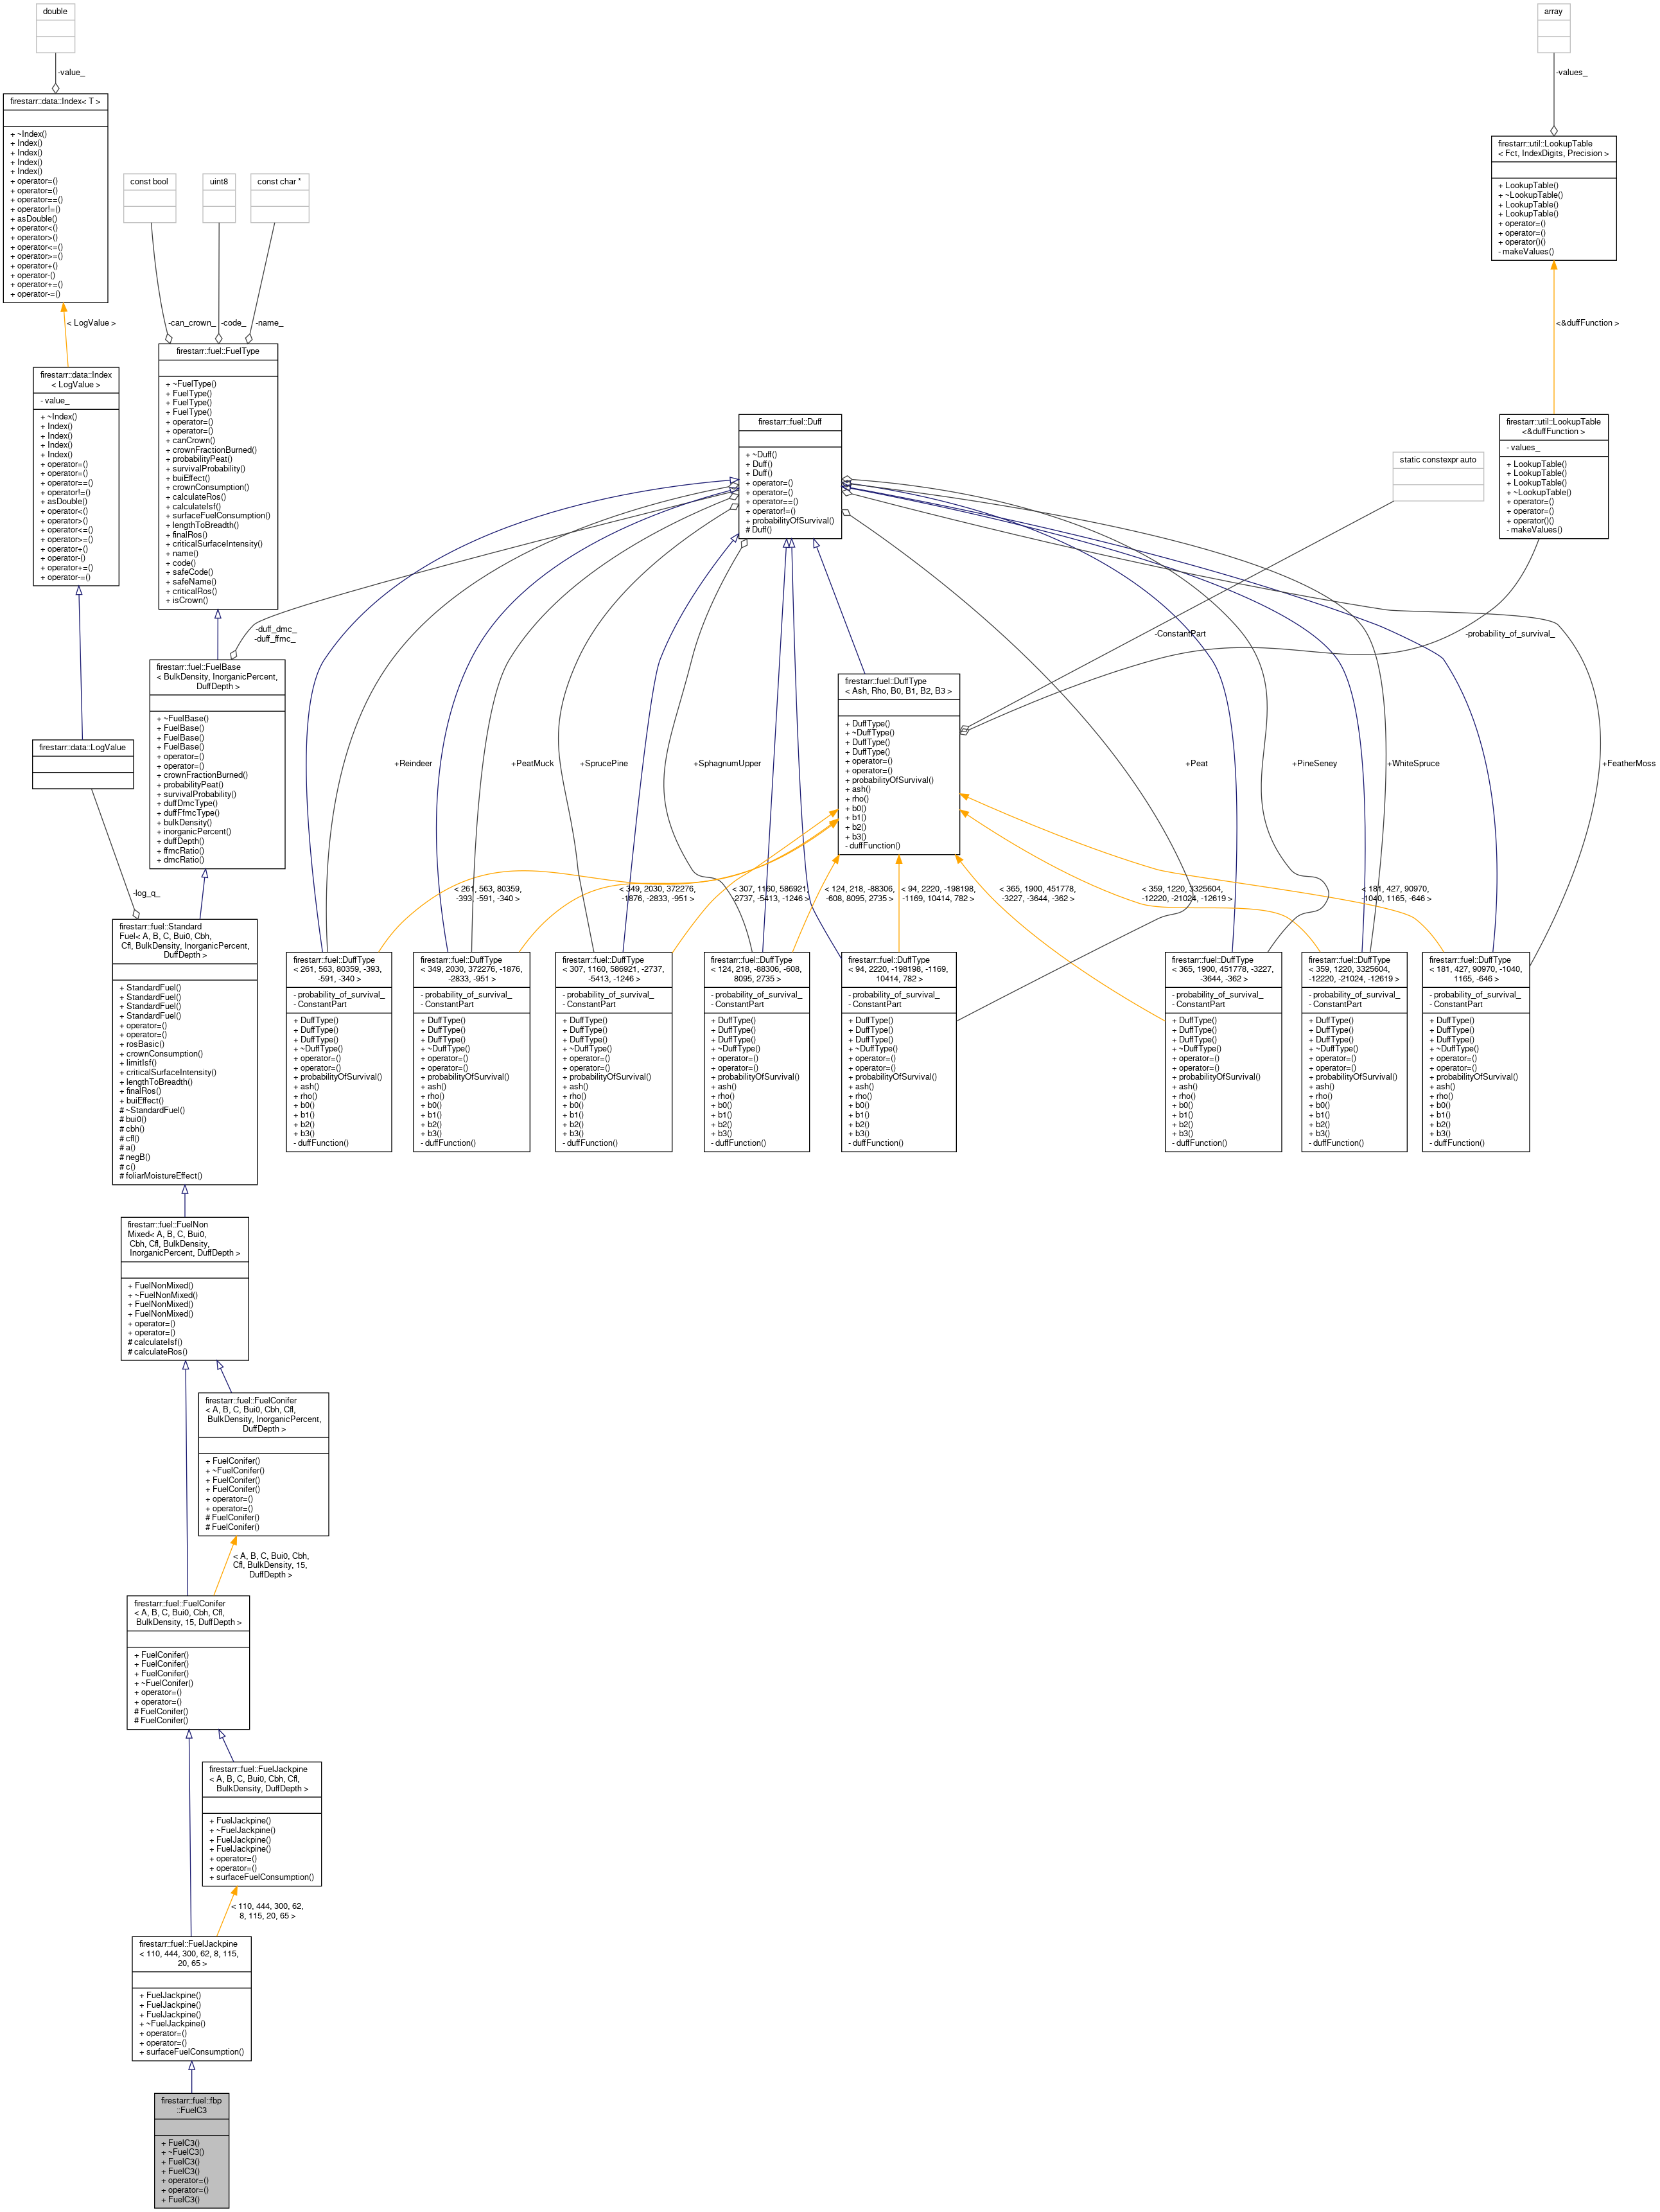 double
-value_
firestarr::data::Index< T >
+ ~Index()
+ Index()
+ Index()
+ Index()
+ Index()
+ operator=()
+ operator=()
+ operator==()
+ operator!=()
+ asDouble()
+ operator<()
+ operator>()
+ operator<=()
+ operator>=()
+ operator+()
+ operator-()
+ operator+=()
+ operator-=()
< LogValue >
firestarr::data::Index
< LogValue >
- value_
+ ~Index()
+ Index()
+ Index()
+ Index()
+ Index()
+ operator=()
+ operator=()
+ operator==()
+ operator!=()
+ asDouble()
+ operator<()
+ operator>()
+ operator<=()
+ operator>=()
+ operator+()
+ operator-()
+ operator+=()
+ operator-=()
firestarr::data::LogValue
-log_q_
const bool
uint8
const char *
-can_crown_
-code_
-name_
firestarr::fuel::FuelType
+ ~FuelType()
+ FuelType()
+ FuelType()
+ FuelType()
+ operator=()
+ operator=()
+ canCrown()
+ crownFractionBurned()
+ probabilityPeat()
+ survivalProbability()
+ buiEffect()
+ crownConsumption()
+ calculateRos()
+ calculateIsf()
+ surfaceFuelConsumption()
+ lengthToBreadth()
+ finalRos()
+ criticalSurfaceIntensity()
+ name()
+ code()
+ safeCode()
+ safeName()
+ criticalRos()
+ isCrown()
-duff_dmc_
-duff_ffmc_
firestarr::fuel::FuelBase
< BulkDensity, InorganicPercent,
DuffDepth >
+ ~FuelBase()
+ FuelBase()
+ FuelBase()
+ FuelBase()
+ operator=()
+ operator=()
+ crownFractionBurned()
+ probabilityPeat()
+ survivalProbability()
+ duffDmcType()
+ duffFfmcType()
+ bulkDensity()
+ inorganicPercent()
+ duffDepth()
+ ffmcRatio()
+ dmcRatio()
firestarr::fuel::Standard
Fuel< A, B, C, Bui0, Cbh,
Cfl, BulkDensity, InorganicPercent,
DuffDepth >
+ StandardFuel()
+ StandardFuel()
+ StandardFuel()
+ StandardFuel()
+ operator=()
+ operator=()
+ rosBasic()
+ crownConsumption()
+ limitIsf()
+ criticalSurfaceIntensity()
+ lengthToBreadth()
+ finalRos()
+ buiEffect()
# ~StandardFuel()
# bui0()
# cbh()
# cfl()
# a()
# negB()
# c()
# foliarMoistureEffect()
firestarr::fuel::FuelNon
Mixed< A, B, C, Bui0,
Cbh, Cfl, BulkDensity,
InorganicPercent, DuffDepth >
+ FuelNonMixed()
+ ~FuelNonMixed()
+ FuelNonMixed()
+ FuelNonMixed()
+ operator=()
+ operator=()
# calculateIsf()
# calculateRos()
firestarr::fuel::FuelConifer
< A, B, C, Bui0, Cbh, Cfl,
BulkDensity, InorganicPercent,
DuffDepth >
+ FuelConifer()
+ ~FuelConifer()
+ FuelConifer()
+ FuelConifer()
+ operator=()
+ operator=()
# FuelConifer()
# FuelConifer()
< A, B, C, Bui0, Cbh,
Cfl, BulkDensity, 15,
DuffDepth >
firestarr::fuel::FuelConifer
< A, B, C, Bui0, Cbh, Cfl,
BulkDensity, 15, DuffDepth >
+ FuelConifer()
+ FuelConifer()
+ FuelConifer()
+ ~FuelConifer()
+ operator=()
+ operator=()
# FuelConifer()
# FuelConifer()
firestarr::fuel::FuelJackpine
< A, B, C, Bui0, Cbh, Cfl,
BulkDensity, DuffDepth >
+ FuelJackpine()
+ ~FuelJackpine()
+ FuelJackpine()
+ FuelJackpine()
+ operator=()
+ operator=()
+ surfaceFuelConsumption()
< 110, 444, 300, 62,
8, 115, 20, 65 >
firestarr::fuel::FuelJackpine
< 110, 444, 300, 62, 8, 115,
20, 65 >
+ FuelJackpine()
+ FuelJackpine()
+ FuelJackpine()
+ ~FuelJackpine()
+ operator=()
+ operator=()
+ surfaceFuelConsumption()
firestarr::fuel::fbp
::FuelC3
+ FuelC3()
+ ~FuelC3()
+ FuelC3()
+ FuelC3()
+ operator=()
+ operator=()
+ FuelC3()
firestarr::fuel::Duff
+ ~Duff()
+ Duff()
+ Duff()
+ operator=()
+ operator=()
+ operator==()
+ operator!=()
+ probabilityOfSurvival()
# Duff()
array
-values_
firestarr::util::LookupTable
< Fct, IndexDigits, Precision >
+ LookupTable()
+ ~LookupTable()
+ LookupTable()
+ LookupTable()
+ operator=()
+ operator=()
+ operator()()
- makeValues()
<&duffFunction >
firestarr::util::LookupTable
<&duffFunction >
- values_
+ LookupTable()
+ LookupTable()
+ LookupTable()
+ ~LookupTable()
+ operator=()
+ operator=()
+ operator()()
- makeValues()
static constexpr auto
-ConstantPart
-probability_of_survival_
firestarr::fuel::DuffType
< Ash, Rho, B0, B1, B2, B3 >
+ DuffType()
+ ~DuffType()
+ DuffType()
+ DuffType()
+ operator=()
+ operator=()
+ probabilityOfSurvival()
+ ash()
+ rho()
+ b0()
+ b1()
+ b2()
+ b3()
- duffFunction()
+Reindeer
+PeatMuck
+SprucePine
+SphagnumUpper
+Peat
+PineSeney
+WhiteSpruce
+FeatherMoss
< 261, 563, 80359,
-393, -591, -340 >
< 349, 2030, 372276,
-1876, -2833, -951 >
< 307, 1160, 586921,
-2737, -5413, -1246 >
< 124, 218, -88306,
-608, 8095, 2735 >
< 94, 2220, -198198,
-1169, 10414, 782 >
< 365, 1900, 451778,
-3227, -3644, -362 >
< 359, 1220, 3325604,
-12220, -21024, -12619 >
< 181, 427, 90970,
-1040, 1165, -646 >
firestarr::fuel::DuffType
< 261, 563, 80359, -393,
-591, -340 >
- probability_of_survival_
- ConstantPart
+ DuffType()
+ DuffType()
+ DuffType()
+ ~DuffType()
+ operator=()
+ operator=()
+ probabilityOfSurvival()
+ ash()
+ rho()
+ b0()
+ b1()
+ b2()
+ b3()
- duffFunction()
firestarr::fuel::DuffType
< 349, 2030, 372276, -1876,
-2833, -951 >
- probability_of_survival_
- ConstantPart
+ DuffType()
+ DuffType()
+ DuffType()
+ ~DuffType()
+ operator=()
+ operator=()
+ probabilityOfSurvival()
+ ash()
+ rho()
+ b0()
+ b1()
+ b2()
+ b3()
- duffFunction()
firestarr::fuel::DuffType
< 307, 1160, 586921, -2737,
-5413, -1246 >
- probability_of_survival_
- ConstantPart
+ DuffType()
+ DuffType()
+ DuffType()
+ ~DuffType()
+ operator=()
+ operator=()
+ probabilityOfSurvival()
+ ash()
+ rho()
+ b0()
+ b1()
+ b2()
+ b3()
- duffFunction()
firestarr::fuel::DuffType
< 124, 218, -88306, -608,
8095, 2735 >
- probability_of_survival_
- ConstantPart
+ DuffType()
+ DuffType()
+ DuffType()
+ ~DuffType()
+ operator=()
+ operator=()
+ probabilityOfSurvival()
+ ash()
+ rho()
+ b0()
+ b1()
+ b2()
+ b3()
- duffFunction()
firestarr::fuel::DuffType
< 94, 2220, -198198, -1169,
10414, 782 >
- probability_of_survival_
- ConstantPart
+ DuffType()
+ DuffType()
+ DuffType()
+ ~DuffType()
+ operator=()
+ operator=()
+ probabilityOfSurvival()
+ ash()
+ rho()
+ b0()
+ b1()
+ b2()
+ b3()
- duffFunction()
firestarr::fuel::DuffType
< 365, 1900, 451778, -3227,
-3644, -362 >
- probability_of_survival_
- ConstantPart
+ DuffType()
+ DuffType()
+ DuffType()
+ ~DuffType()
+ operator=()
+ operator=()
+ probabilityOfSurvival()
+ ash()
+ rho()
+ b0()
+ b1()
+ b2()
+ b3()
- duffFunction()
firestarr::fuel::DuffType
< 359, 1220, 3325604,
-12220, -21024, -12619 >
- probability_of_survival_
- ConstantPart
+ DuffType()
+ DuffType()
+ DuffType()
+ ~DuffType()
+ operator=()
+ operator=()
+ probabilityOfSurvival()
+ ash()
+ rho()
+ b0()
+ b1()
+ b2()
+ b3()
- duffFunction()
firestarr::fuel::DuffType
< 181, 427, 90970, -1040,
1165, -646 >
- probability_of_survival_
- ConstantPart
+ DuffType()
+ DuffType()
+ DuffType()
+ ~DuffType()
+ operator=()
+ operator=()
+ probabilityOfSurvival()
+ ash()
+ rho()
+ b0()
+ b1()
+ b2()
+ b3()
- duffFunction()